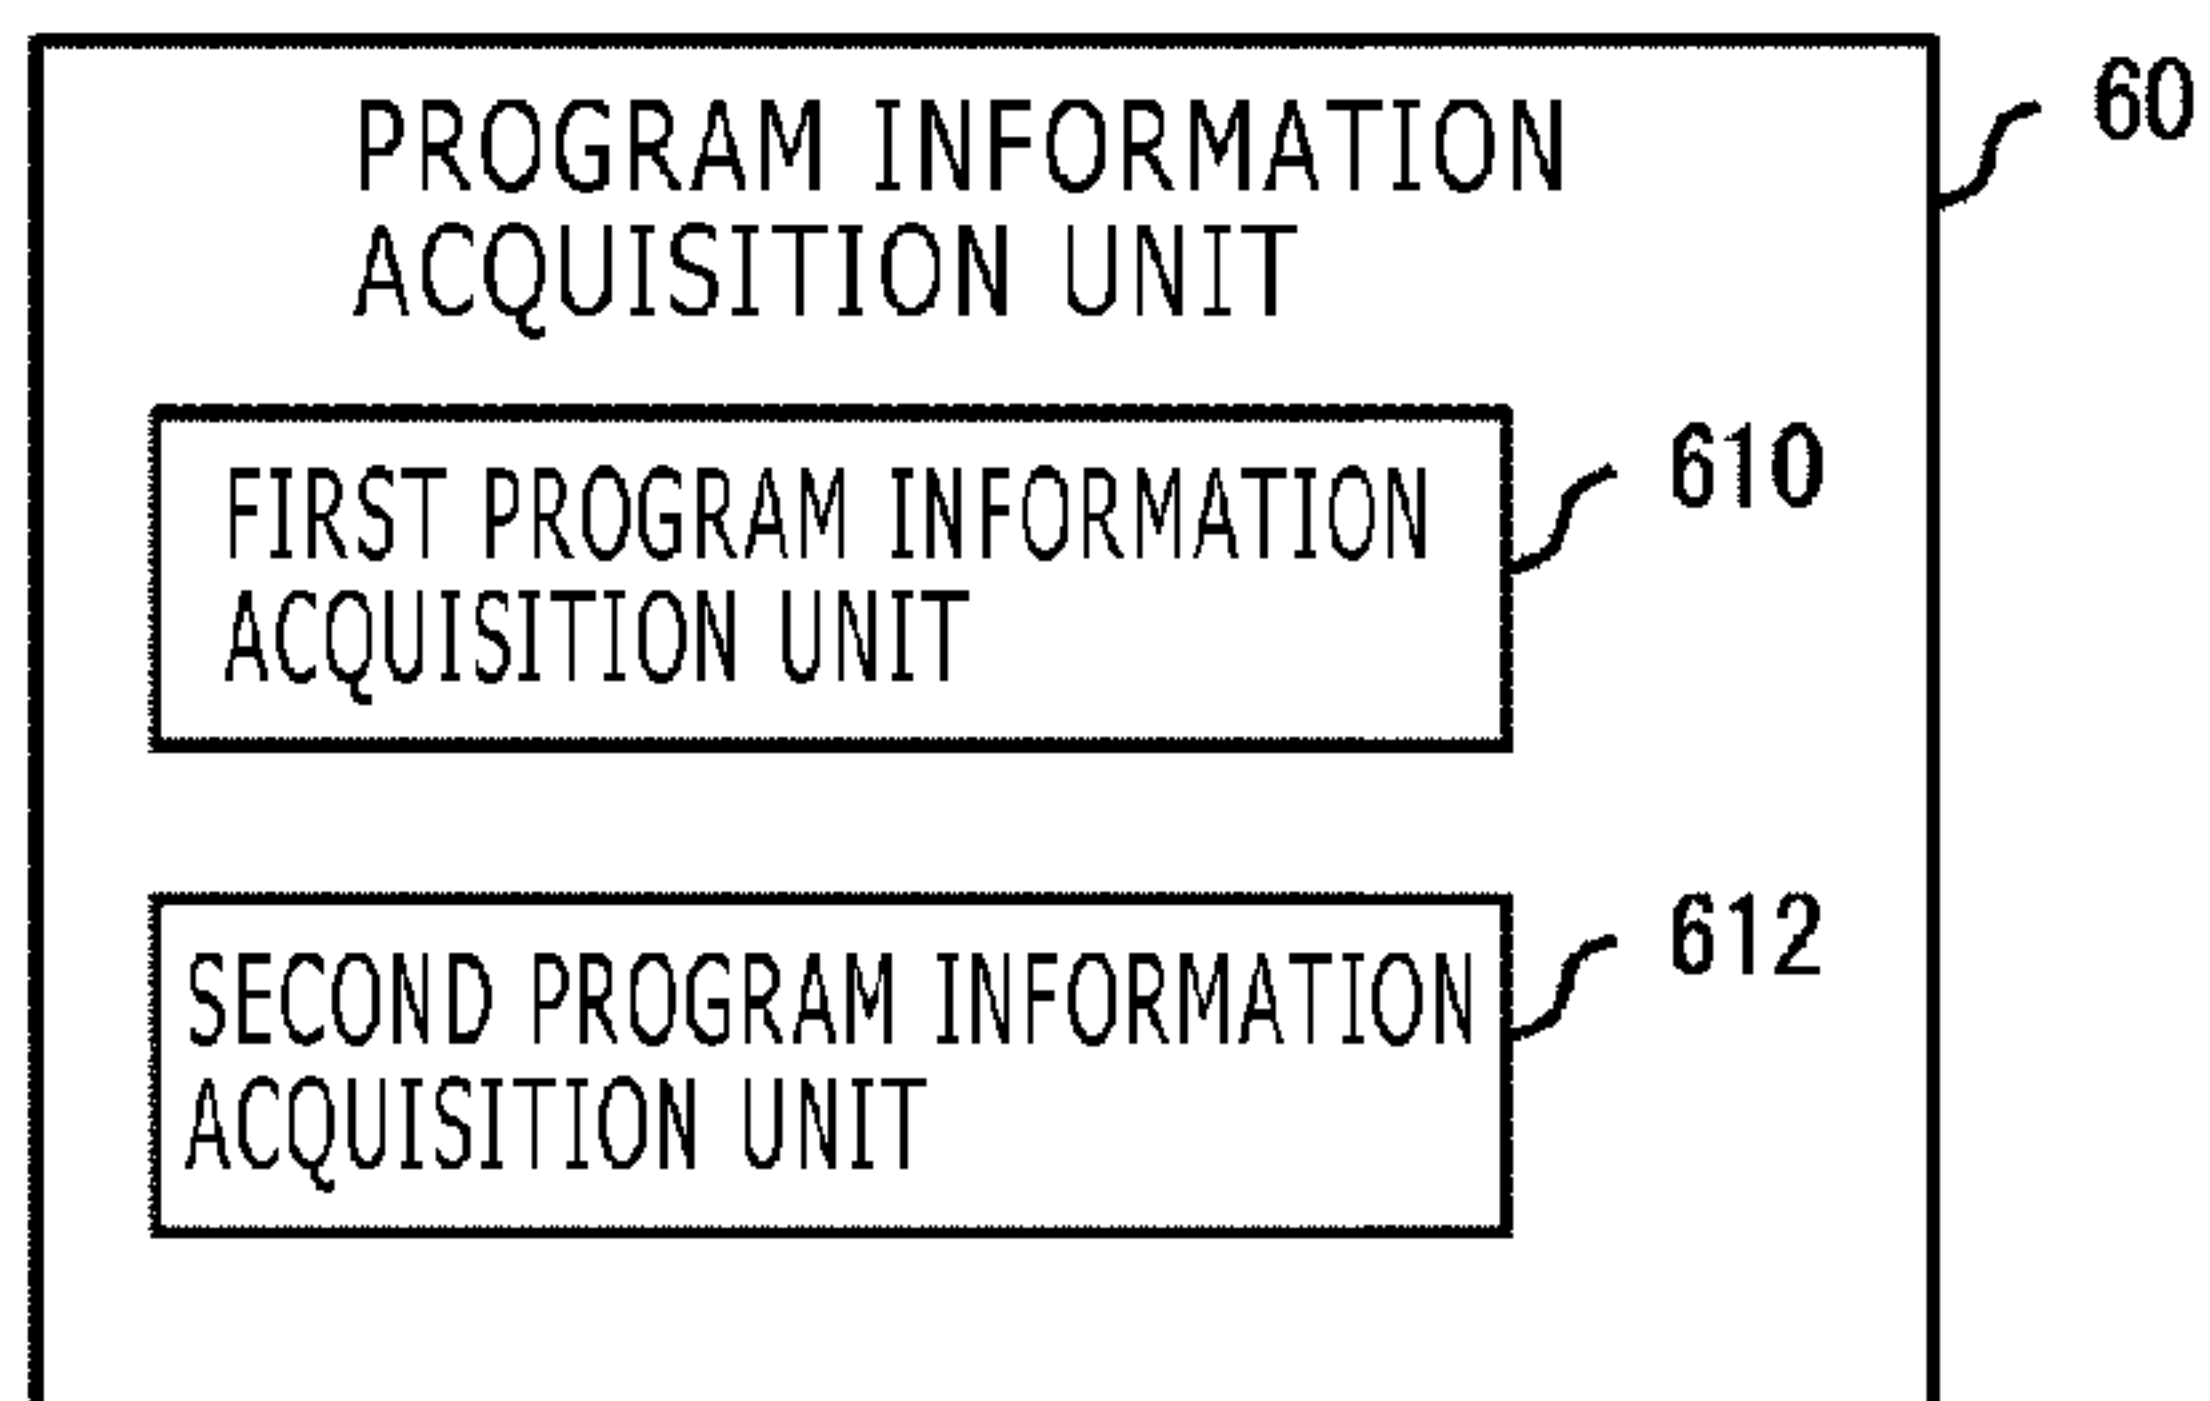 PROGRAM INFORMATION
ACQUISITION UNIT
60
FIRST PROGRAM INFORMATION
ACQUISITION UNIT
610
SECOND PROGRAM INFORMATION
ACQUISITION UNIT
612